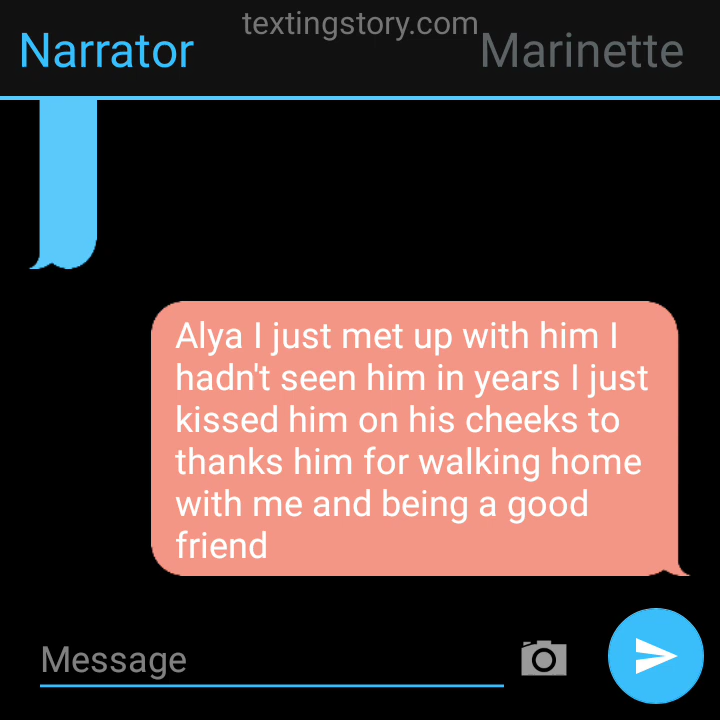 textingstory.com
Narrator
Marinette
Alya I just met up with him I
hadn't seen him in years I just
kissed him on his cheeks to
thanks him for walking home
with me and being a good
friend
Message